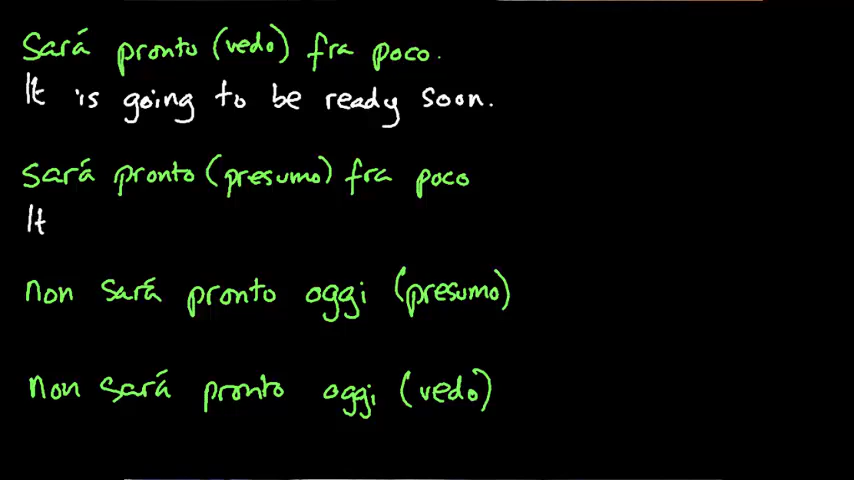 Sará pronto (vedo) fra poco.
It is going to be ready soon.
Sará pronto (presumo) fra poco
It
non sará pronto oggi (presumo)
Non sará pronto oggi (vedo)